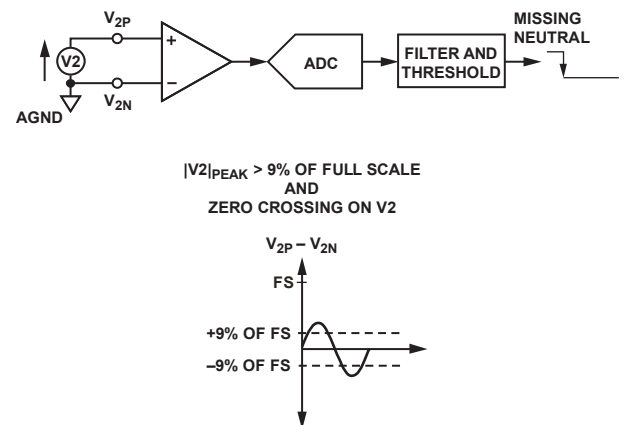 V2P
V2
V2N
AGND
+
−
ADC
FILTER AND
THRESHOLD
MISSING
NEUTRAL
|V2|PEAK > 9% OF FULL SCALE
AND
ZERO CROSSING ON V2
V2P – V2N
FS
+9% OF FS
–9% OF FS